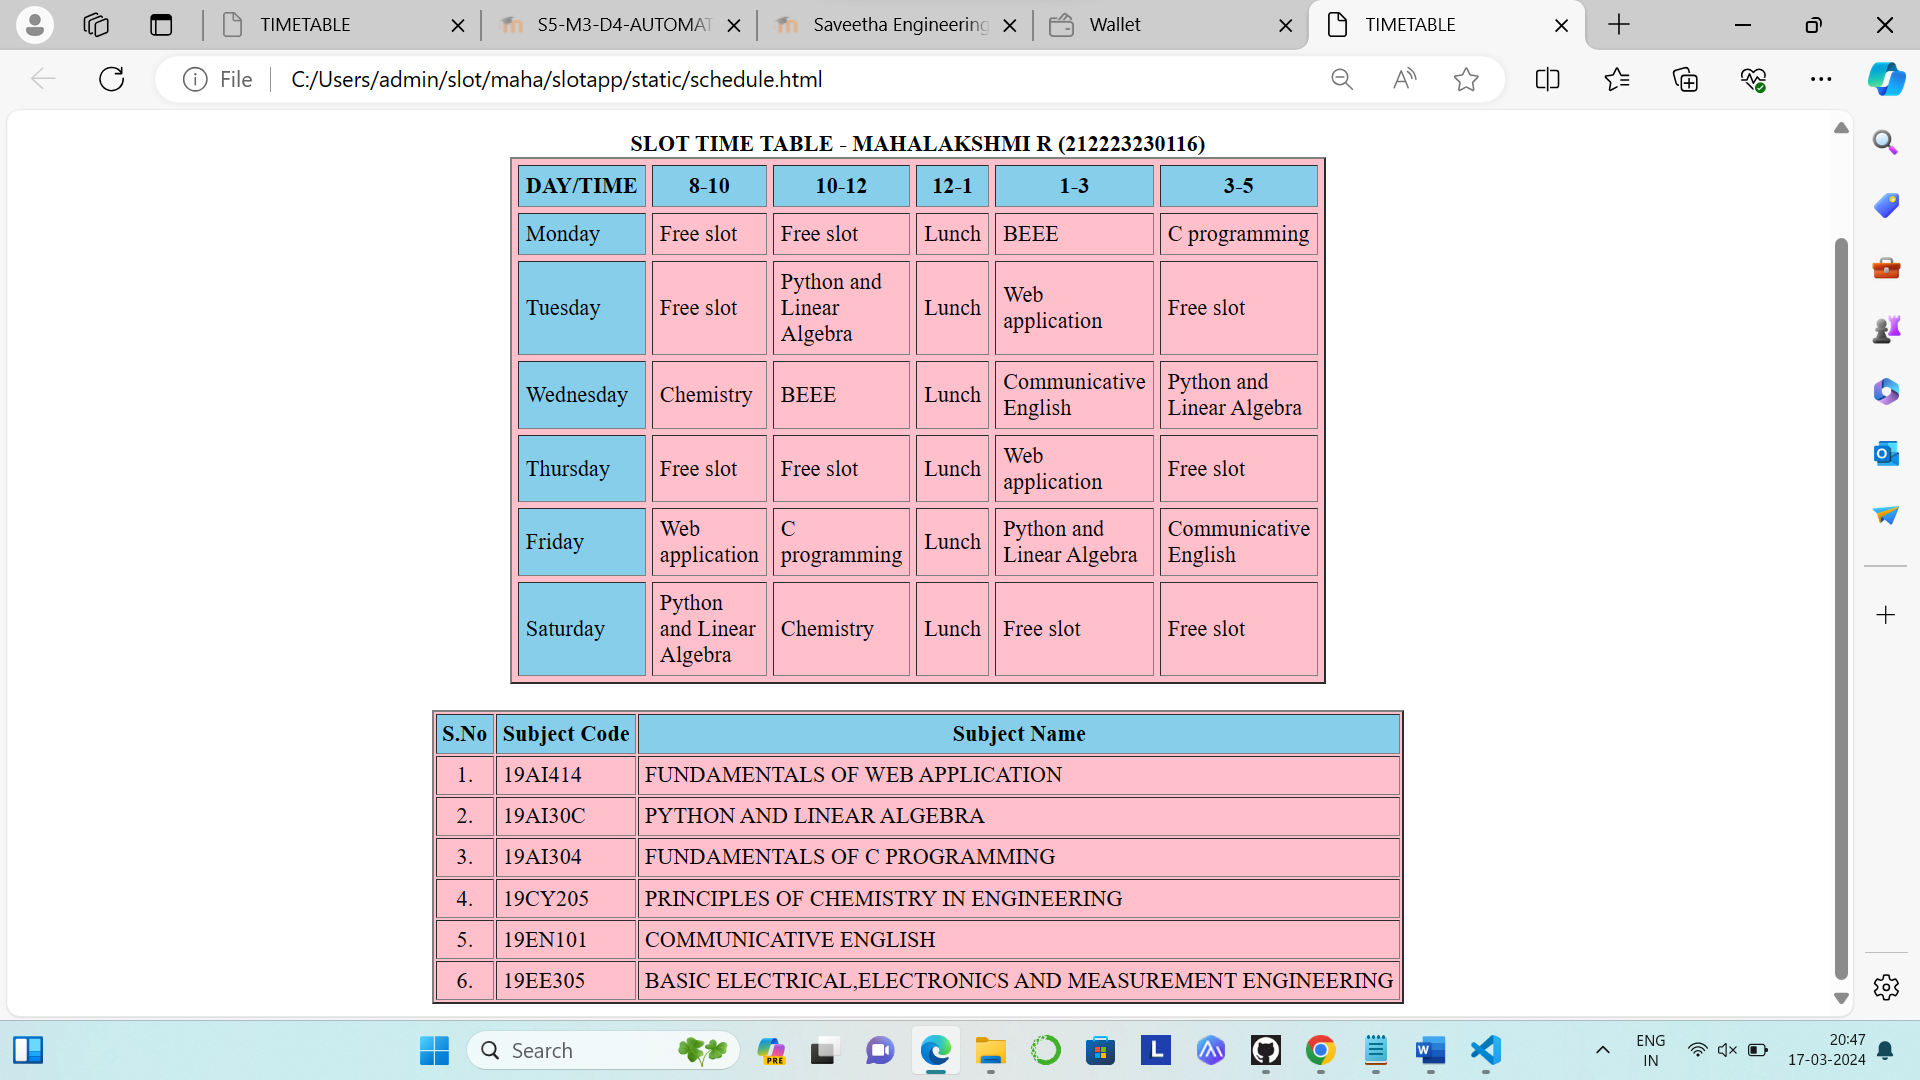 TIMETABLE
S5-M3-D4-AUTOMAT
Saveetha Engineering
Wallet
TIMETABLE
File
C:/Users/admin/slot/maha/slotapp/static/schedule.html
SLOT TIME TABLE - MAHALAKSHMI R (212223230116)
DAY/TIME 8-10 10-12 12-1 1-3 3-5
Monday Free slot Free slot Lunch BEEE C programming
Tuesday Free slot Python and Linear Algebra Lunch Web application Free slot
Wednesday Chemistry BEEE Lunch Communicative English Python and Linear Algebra
Thursday Free slot Free slot Lunch Web application Free slot
Friday Web application C programming Lunch Python and Linear Algebra Communicative English
Saturday Python and Linear Algebra Chemistry Lunch Free slot Free slot
S.No Subject Code Subject Name
1. 19AI414 FUNDAMENTALS OF WEB APPLICATION
2. 19AI30C PYTHON AND LINEAR ALGEBRA
3. 19AI304 FUNDAMENTALS OF C PROGRAMMING
4. 19CY205 PRINCIPLES OF CHEMISTRY IN ENGINEERING
5. 19EN101 COMMUNICATIVE ENGLISH
6. 19EE305 BASIC ELECTRICAL,ELECTRONICS AND MEASUREMENT ENGINEERING
Search
PRE
ENG
IN
20:47
17-03-2024